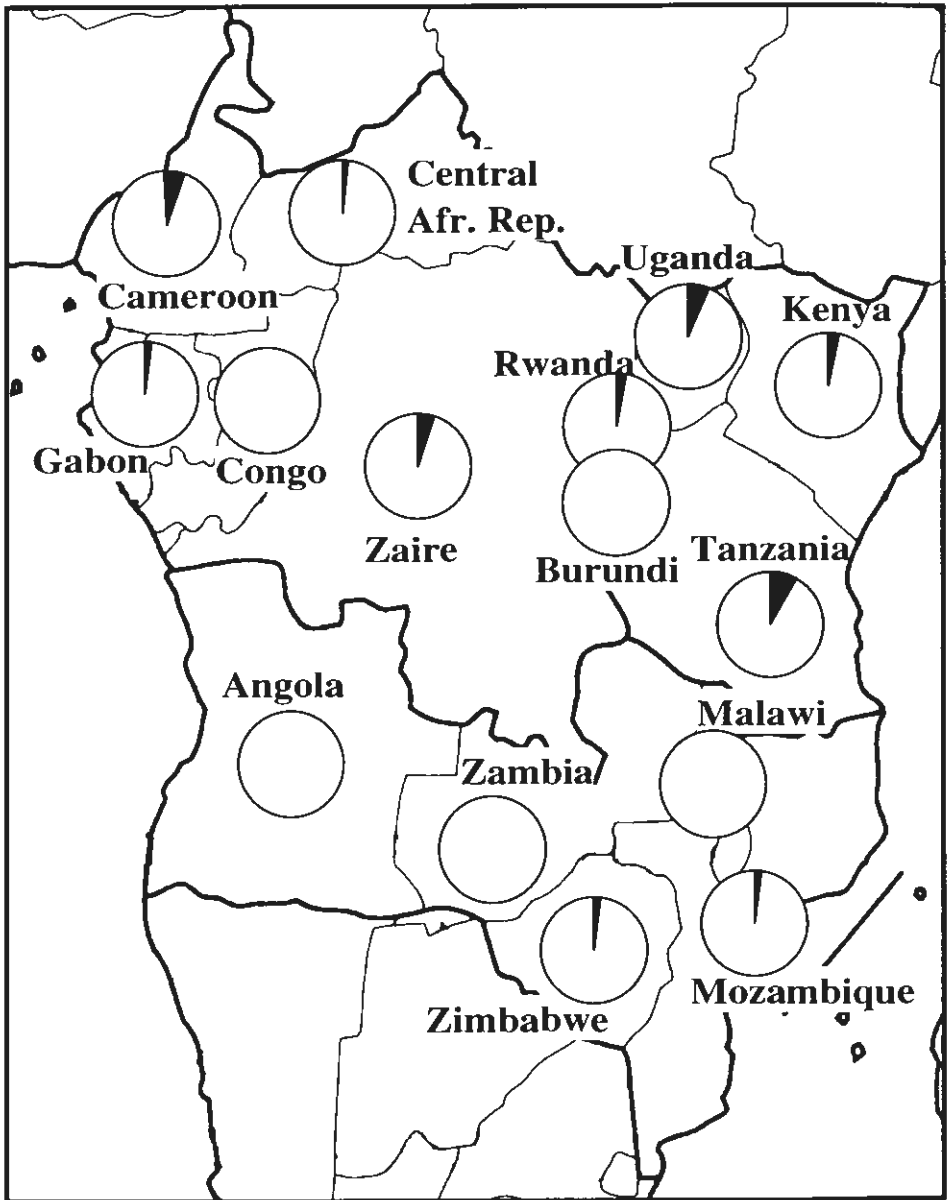 Central
Afr. Rep.
Uganda
Cameroon
Kenya
Rwanda
Gabon
Congo
Zaire
Burundi
Tanzania
Angola
Malawi
Zambia
Mozambique
Zimbabwe